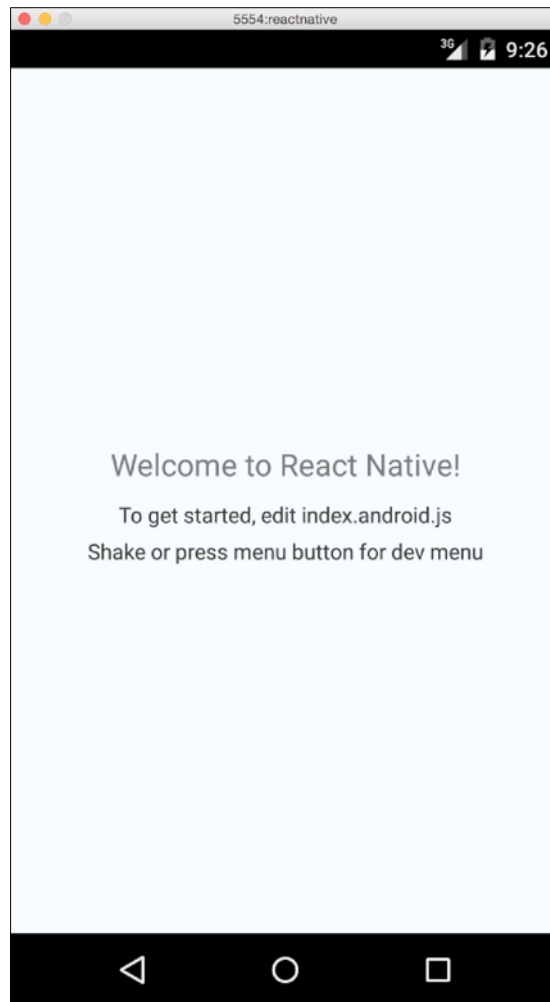 5554:reactnative
3G 9:26
Welcome to React Native!
To get started, edit index.android.js
Shake or press menu button for dev menu